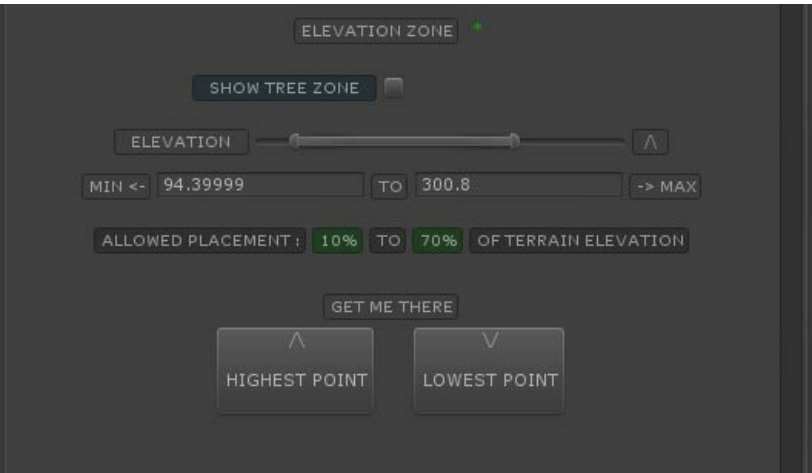 ELEVATION ZONE *
SHOW TREE ZONE
ELEVATION /\
MIN <- 94.39999 TO 300.8 -> MAX
ALLOWED PLACEMENT : 10% TO 70% OF TERRAIN ELEVATION
GET ME THERE
/\ \/
HIGHEST POINT LOWEST POINT